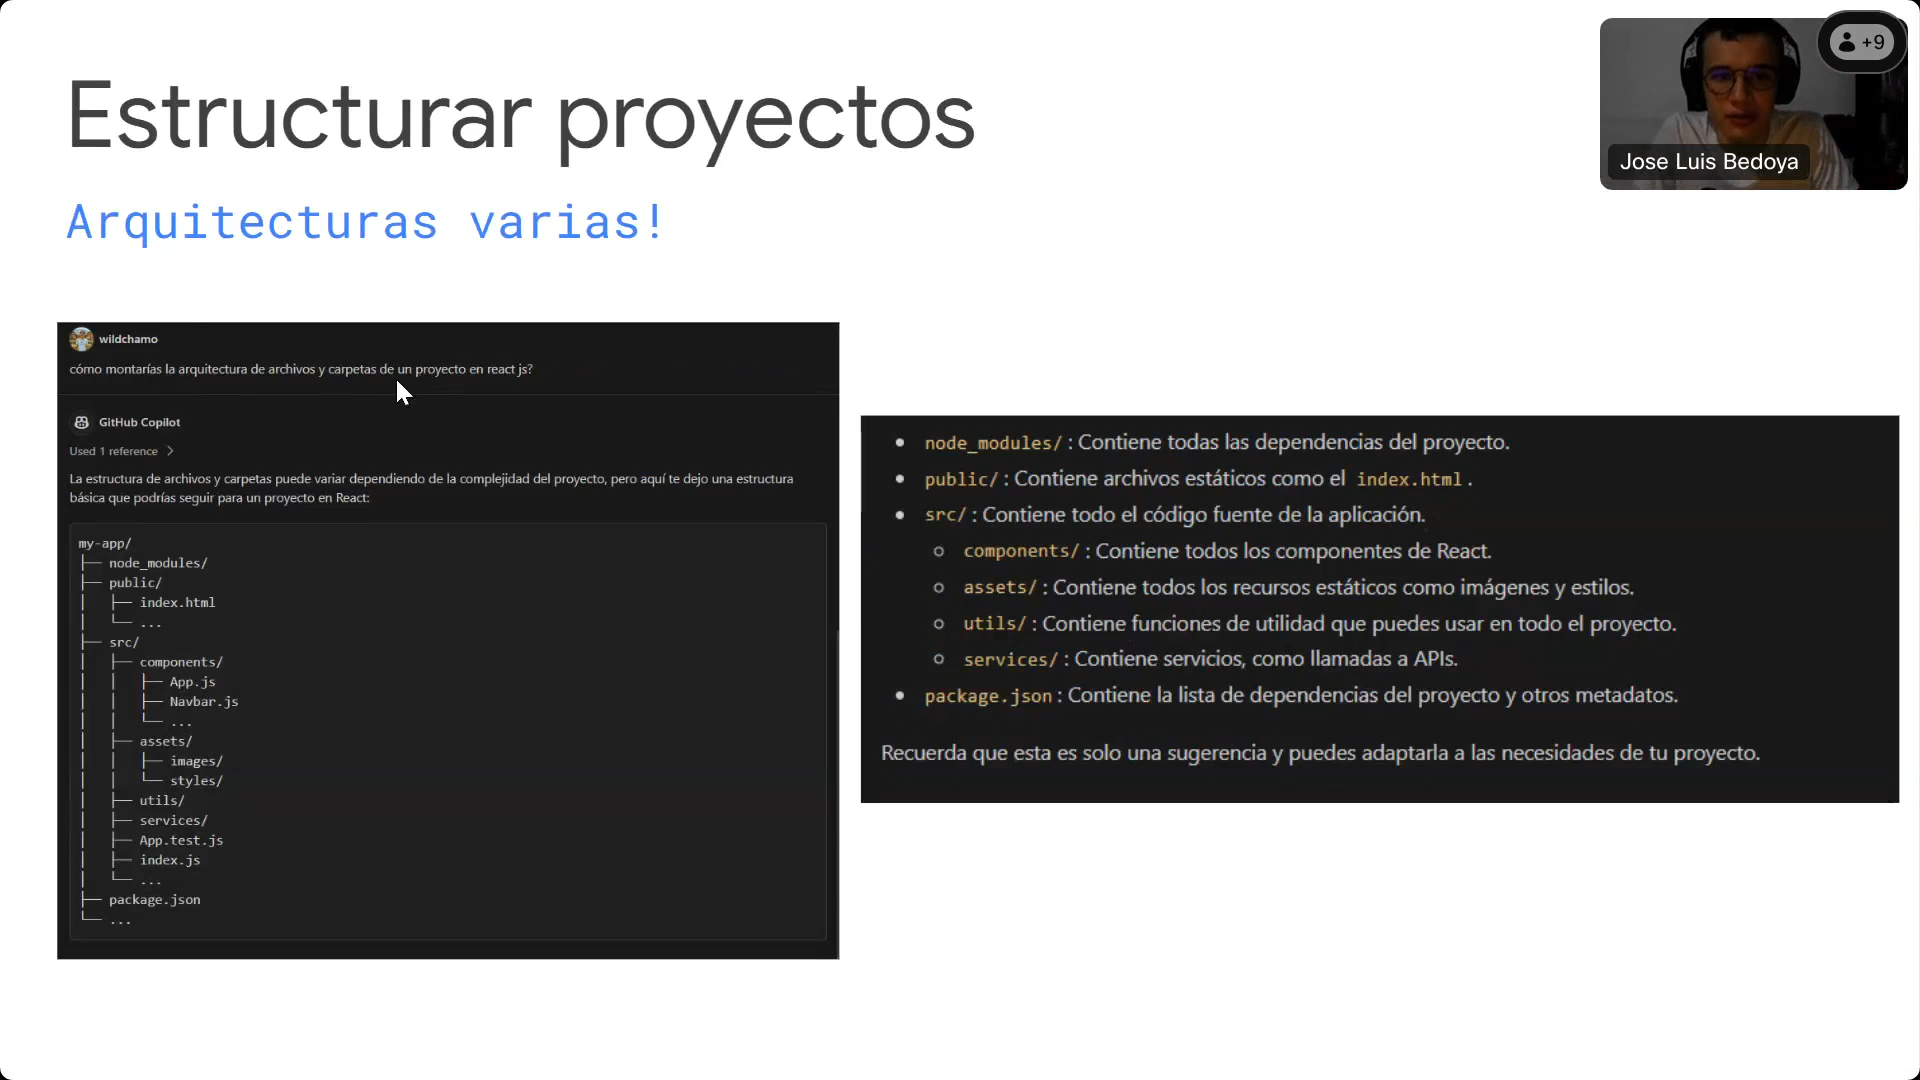 Estructurar proyectos
Arquitecturas varias!
+9
Jose Luis Bedoya
wildchamo
cómo montarías la arquitectura de archivos y carpetas de un proyecto en react js?
GitHub Copilot
Used 1 reference >
La estructura de archivos y carpetas puede variar dependiendo de la complejidad del proyecto, pero aquí te dejo una estructura
básica que podrías seguir para un proyecto en React:
my-app/
├── node_modules/
├── public/
│   ├── index.html
│   └── ...
├── src/
│   ├── components/
│   │   ├── App.js
│   │   ├── Navbar.js
│   │   └── ...
│   ├── assets/
│   │   ├── images/
│   │   └── styles/
│   ├── utils/
│   ├── services/
│   ├── App.test.js
│   ├── index.js
│   └── ...
├── package.json
└── ...
• node_modules/ : Contiene todas las dependencias del proyecto.
• public/ : Contiene archivos estáticos como el index.html .
• src/ : Contiene todo el código fuente de la aplicación.
○ components/ : Contiene todos los componentes de React.
○ assets/ : Contiene todos los recursos estáticos como imágenes y estilos.
○ utils/ : Contiene funciones de utilidad que puedes usar en todo el proyecto.
○ services/ : Contiene servicios, como llamadas a APIs.
• package.json : Contiene la lista de dependencias del proyecto y otros metadatos.
Recuerda que esta es solo una sugerencia y puedes adaptarla a las necesidades de tu proyecto.